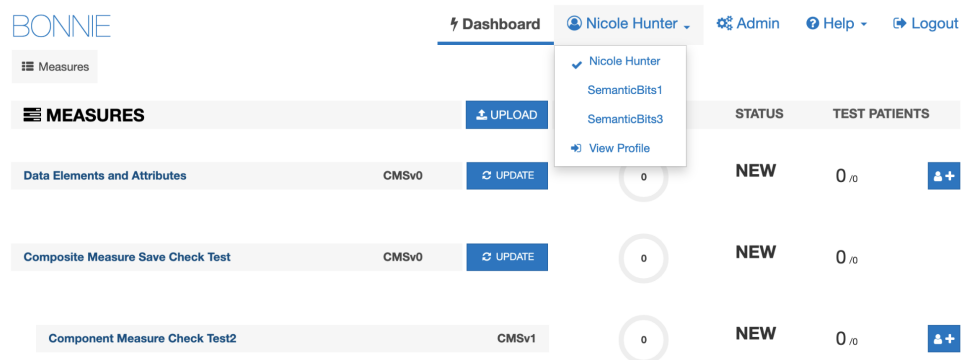 BONNIE
Dashboard
Nicole Hunter
Admin
Help
Logout
Measures
Nicole Hunter
SemanticBits1
SemanticBits3
View Profile
MEASURES
UPLOAD
STATUS
TEST PATIENTS
Data Elements and Attributes
CMSv0
UPDATE
0
NEW
0 /0
Composite Measure Save Check Test
CMSv0
UPDATE
0
NEW
0 /0
Component Measure Check Test2
CMSv1
0
NEW
0 /0